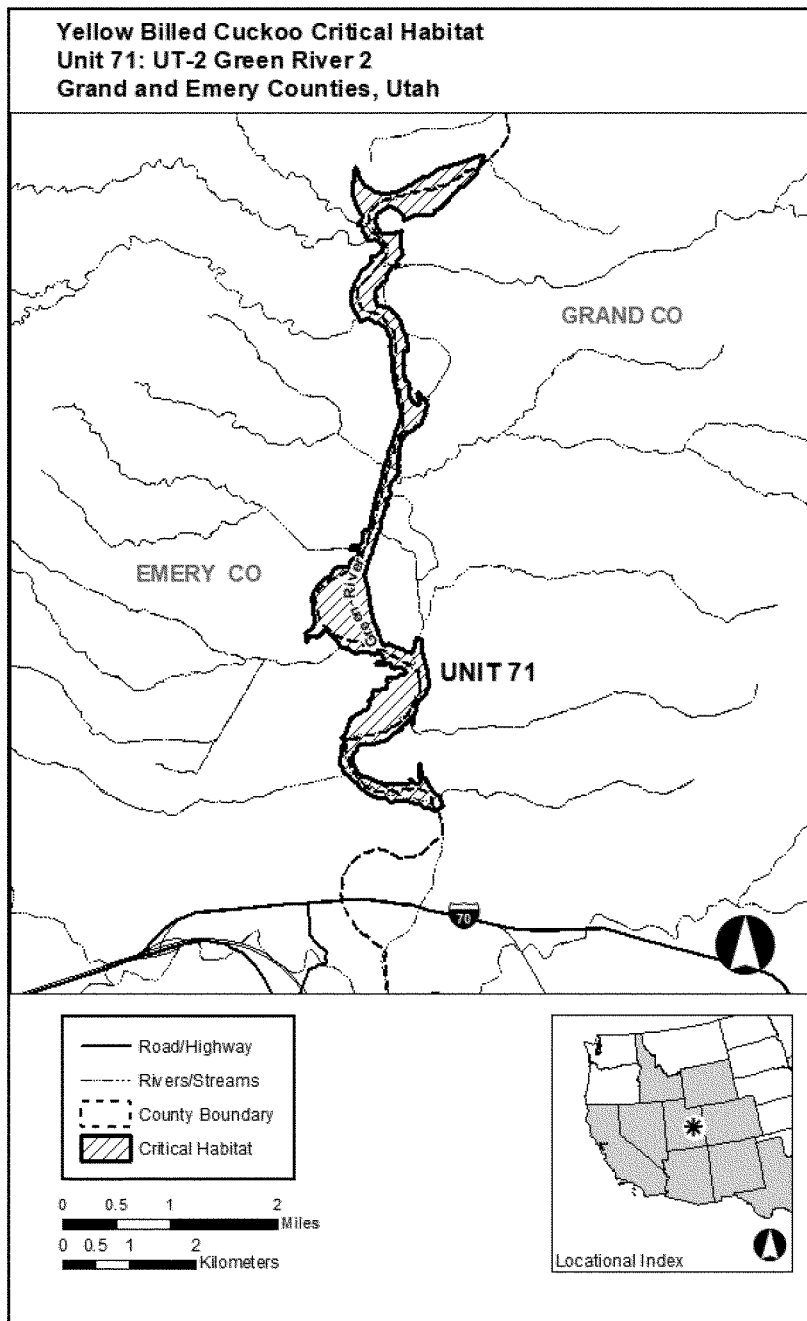 Yellow Billed Cuckoo Critical Habitat
Unit 71: UT-2 Green River 2
Grand and Emery Counties, Utah
GRAND CO
EMERY CO
Green River
UNIT 71
70
Road/Highway
Rivers/Streams
County Boundary
Critical Habitat
0 0.5 1 2
Miles
0 0.5 1 2
Kilometers
Locational Index